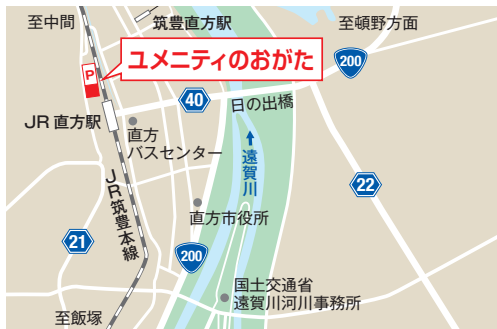 至中間
筑豊直方駅
至頓野方面
P
ユメニティのおがた
200
40
日の出橋
JR 直方駅
直方
バスセンター
遠賀川
JR筑豊本線
22
直方市役所
21
200
国土交通省
遠賀川河川事務所
至飯塚